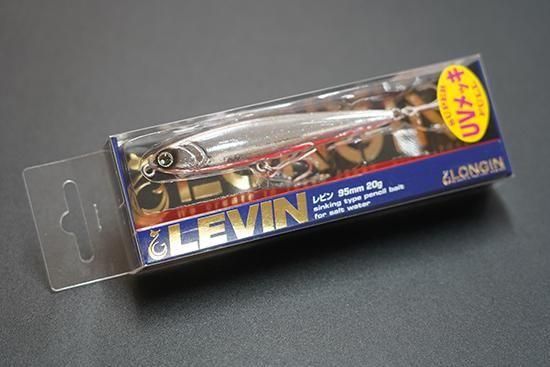 SUPER
UVメッキ
FULL
LEVIN
レビン 95mm 20g
sinking type pencil bait
for salt water
LONGIN